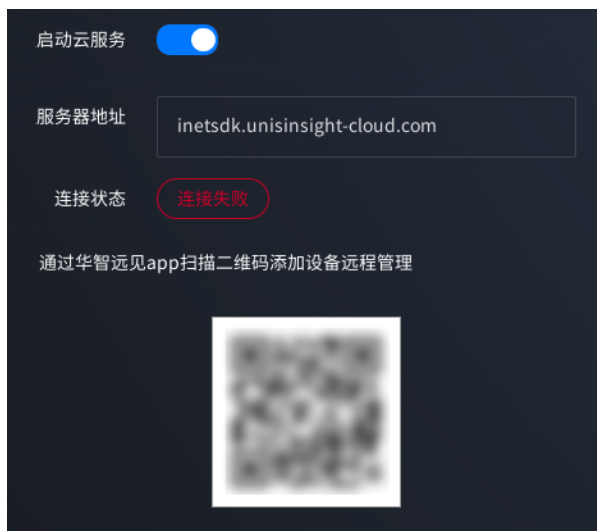 启动云服务
服务器地址 inetsdk.unisinsight-cloud.com
连接状态 连接失败
通过华智远见app扫描二维码添加设备远程管理